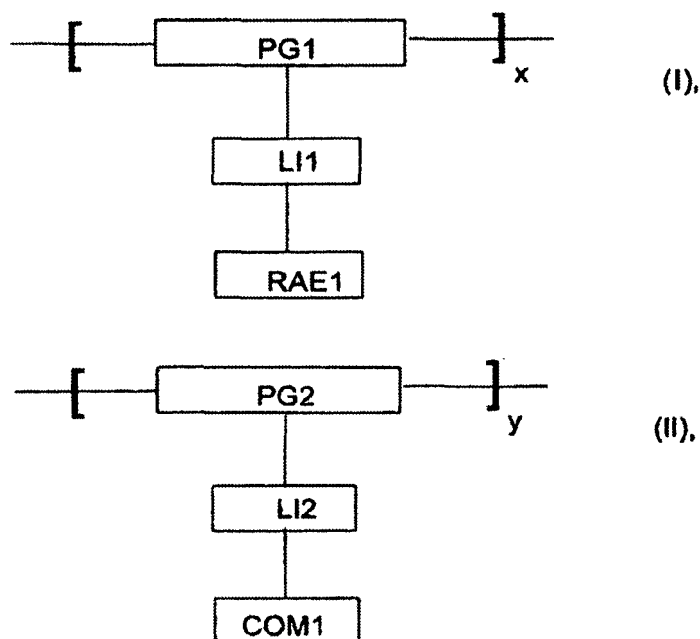 [ PG1 ] x (I),
LI1
RAE1
[ PG2 ] y (II),
LI2
COM1